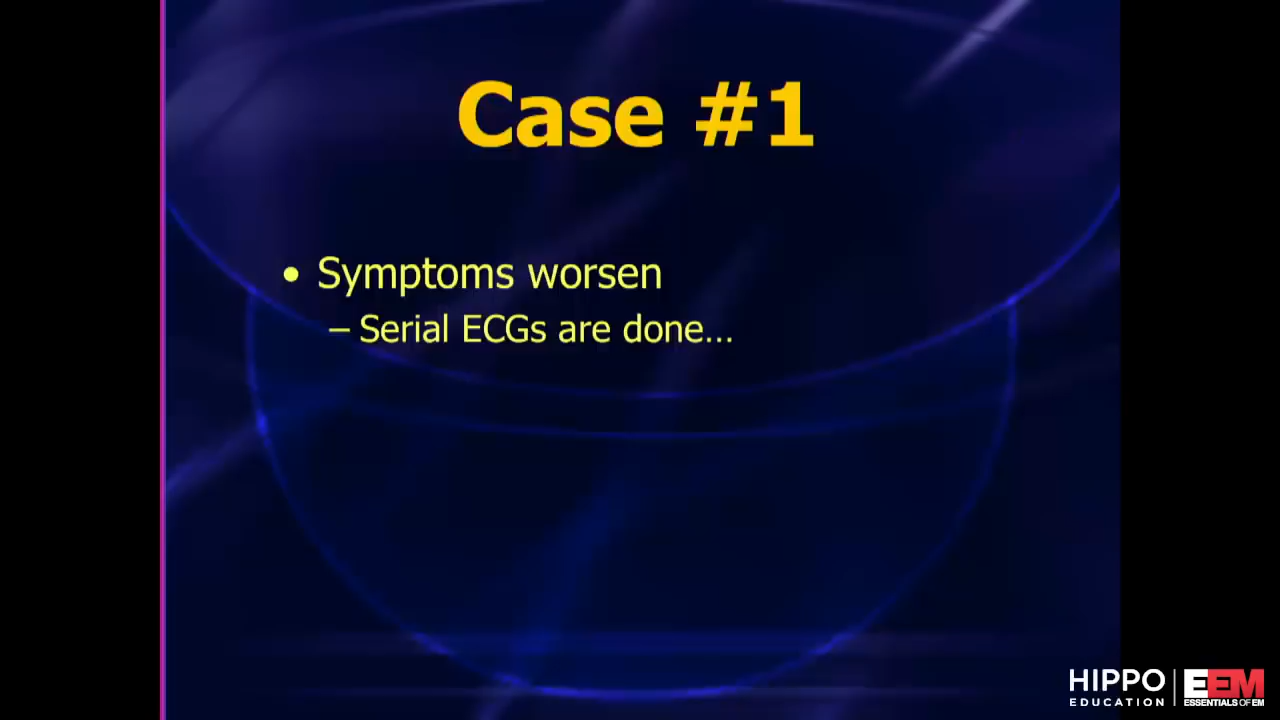 Case #1
• Symptoms worsen
– Serial ECGs are done...
HIPPO EDUCATION
EEM
ESSENTIALS OF EM